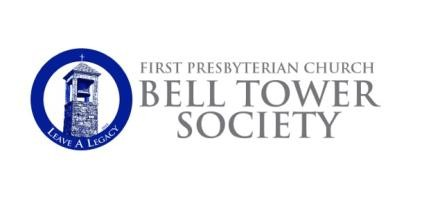 FIRST PRESBYTERIAN CHURCH
BELL TOWER
SOCIETY
LEAVE A LEGACY